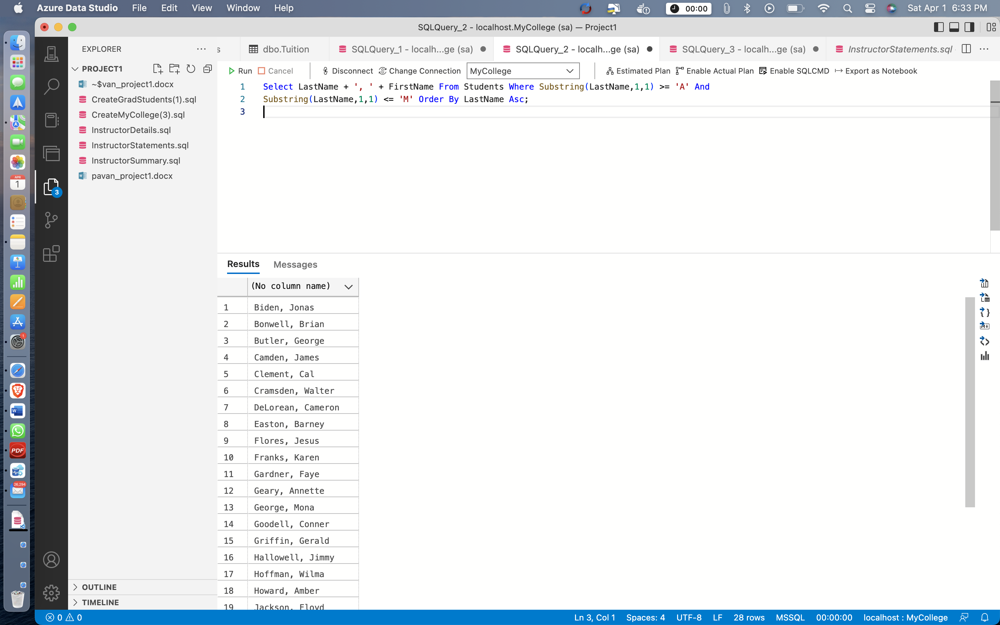 Azure Data Studio File Edit View Window Help
00:00 Sat Apr 1 6:33 PM
SQLQuery_2 - localhost.MyCollege (sa) — Project1
EXPLORER
s dbo.Tuition SQLQuery_1 - localh...ge (sa) SQLQuery_2 - localh...ge (sa) SQLQuery_3 - localh...ge (sa) InstructorStatements.sql
PROJECT1
~$van_project1.docx
CreateGradStudents(1).sql
CreateMyCollege(3).sql
InstructorDetails.sql
InstructorStatements.sql
InstructorSummary.sql
pavan_project1.docx
Run Cancel Disconnect Change Connection MyCollege Estimated Plan Enable Actual Plan Enable SQLCMD Export as Notebook
1 Select LastName + ', ' + FirstName From Students Where Substring(LastName,1,1) >= 'A' And
2 Substring(LastName,1,1) <= 'M' Order By LastName Asc;
3
Results Messages
(No column name)
1 Biden, Jonas
2 Bonwell, Brian
3 Butler, George
4 Camden, James
5 Clement, Cal
6 Cramsden, Walter
7 DeLorean, Cameron
8 Easton, Barney
9 Flores, Jesus
10 Franks, Karen
11 Gardner, Faye
12 Geary, Annette
13 George, Mona
14 Goodell, Conner
15 Griffin, Gerald
16 Hallowell, Jimmy
17 Hoffman, Wilma
18 Howard, Amber
19 Jackson, Floyd
OUTLINE
TIMELINE
APR
1
3
1
W
PDF
26,294
0 0
Ln 3, Col 1 Spaces: 4 UTF-8 LF 28 rows MSSQL 00:00:00 localhost : MyCollege